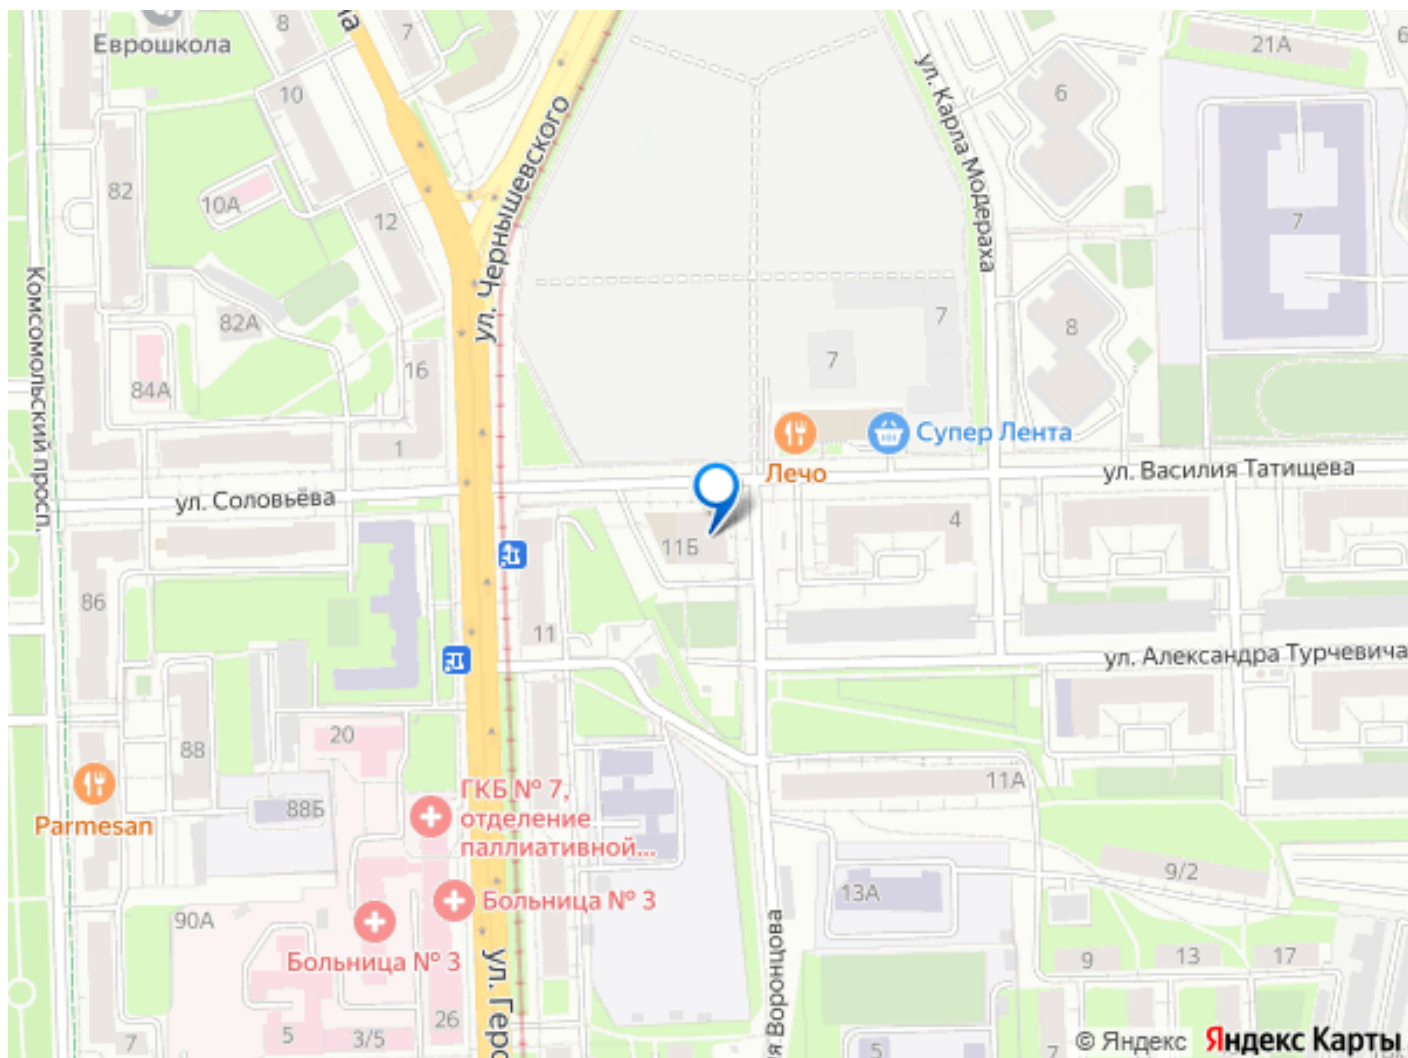 Еврошкола
8
7
10
82
10А
12
ул. Чернышевского
ул. Карла Модераха
6
21А
7
Комсомольский просп.
82А
84А
16
1
7
7
8
Лечо
Супер Лента
ул. Соловьёва
ул. Василия Татищева
11Б
4
86
11
ул. Александра Турчевича
20
88
88Б
Parmesan
ГКБ № 7,
отделение
паллиативной...
Больница № 3
Больница № 3
90А
11А
9/2
13А
9
13
17
7
5
3/5
26
ул. Геро
я Воронцова
5
7
© Яндекс Яндекс Карты